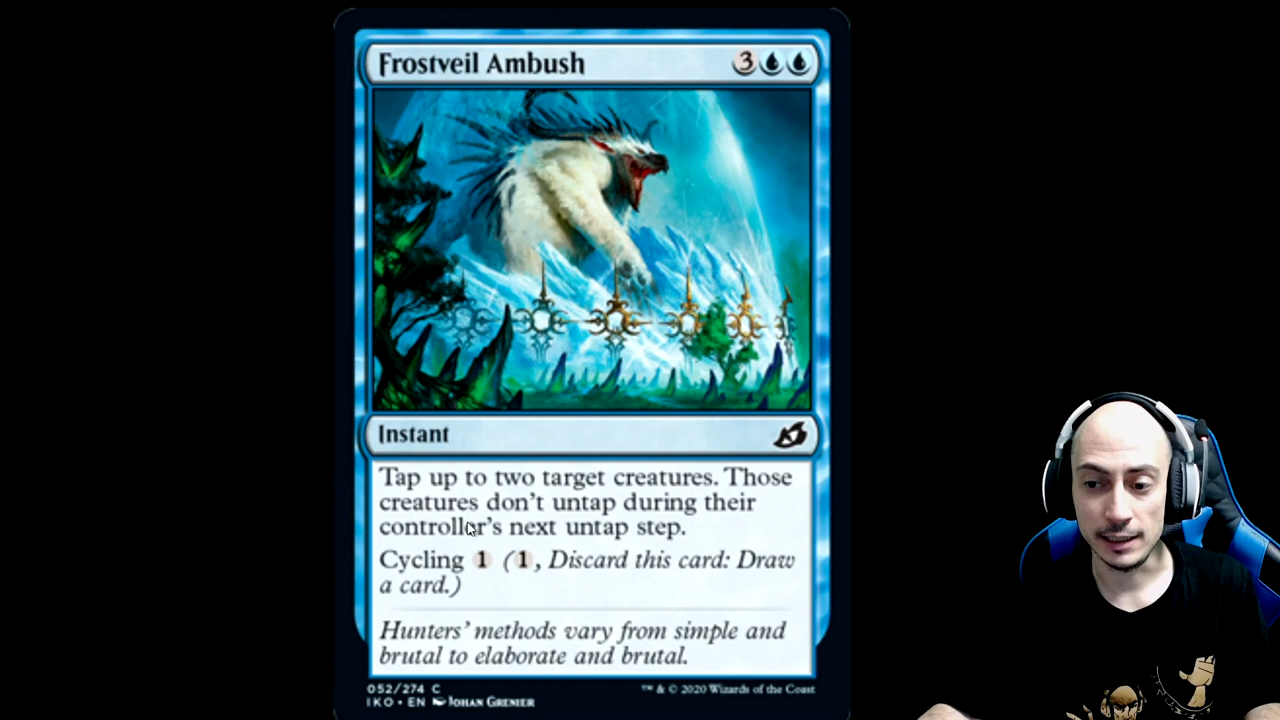 Frostveil Ambush 3
Instant
Tap up to two target creatures. Those
creatures don't untap during their
controller's next untap step.
Cycling 1 (1, Discard this card: Draw
a card.)
Hunters' methods vary from simple and
brutal to elaborate and brutal.
052/274 C
IKO • EN Johan Grenier
™ & © 2020 Wizards of the Coast